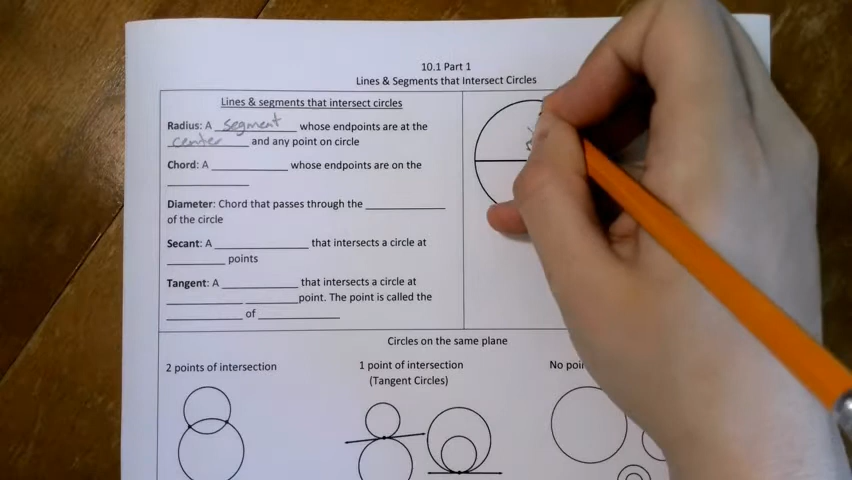 10.1 Part 1
Lines & Segments that Intersect Circles
Lines & segments that intersect circles
Radius: A segment whose endpoints are at the
center and any point on circle
Chord: A ____________ whose endpoints are on the
____________
Diameter: Chord that passes through the ____________
of the circle
Secant: A ______________ that intersects a circle at
_________ points
Tangent: A ____________ that intersects a circle at
____________ ________point. The point is called the
____________ of _____________
Circles on the same plane
2 points of intersection
1 point of intersection
(Tangent Circles)
No